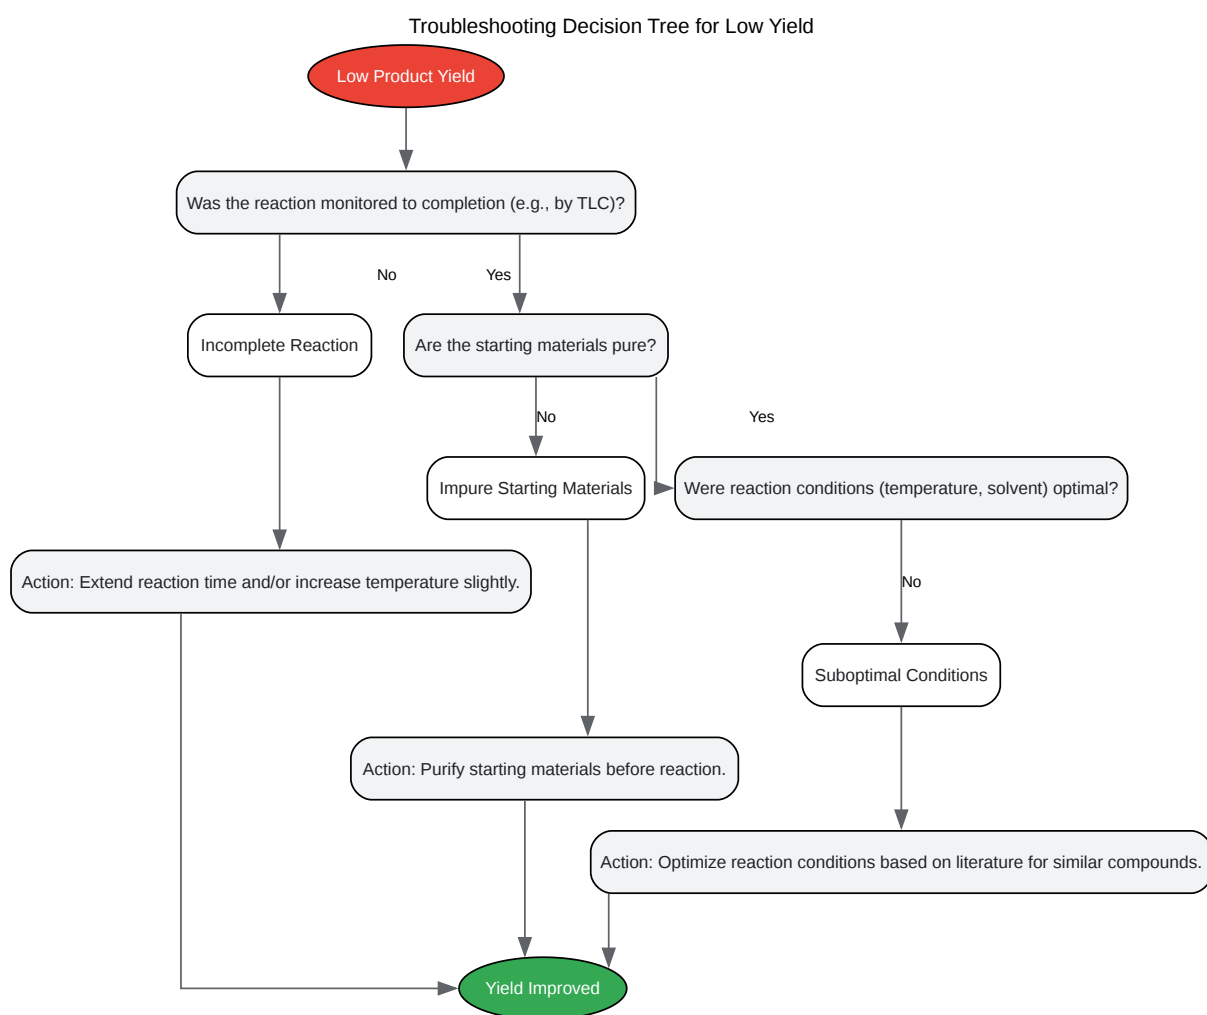 Troubleshooting Decision Tree for Low Yield
Low Product Yield
Was the reaction monitored to completion (e.g., by TLC)?
No
Yes
Incomplete Reaction
Are the starting materials pure?
No
Yes
Impure Starting Materials
Were reaction conditions (temperature, solvent) optimal?
Action: Extend reaction time and/or increase temperature slightly.
No
Suboptimal Conditions
Action: Purify starting materials before reaction.
Action: Optimize reaction conditions based on literature for similar compounds.
Yield Improved